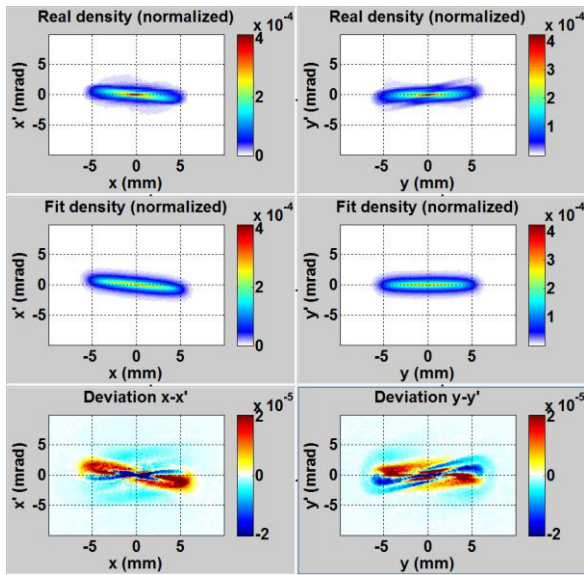 Real density (normalized)
x 10^-4
x' (mrad)
5
0
-5
-5
0
5
x (mm)
4
2
0
Real density (normalized)
x 10^-4
y' (mrad)
5
0
-5
-5
0
5
y (mm)
4
3
2
1
Fit density (normalized)
x 10^-4
x' (mrad)
5
0
-5
-5
0
5
x (mm)
4
2
0
Fit density (normalized)
x 10^-4
y' (mrad)
5
0
-5
-5
0
5
y (mm)
4
3
2
1
Deviation x-x'
x 10^-5
x' (mrad)
5
0
-5
-5
0
5
x (mm)
2
0
-2
Deviation y-y'
x 10^-5
y' (mrad)
5
0
-5
-5
0
5
y (mm)
2
0
-2